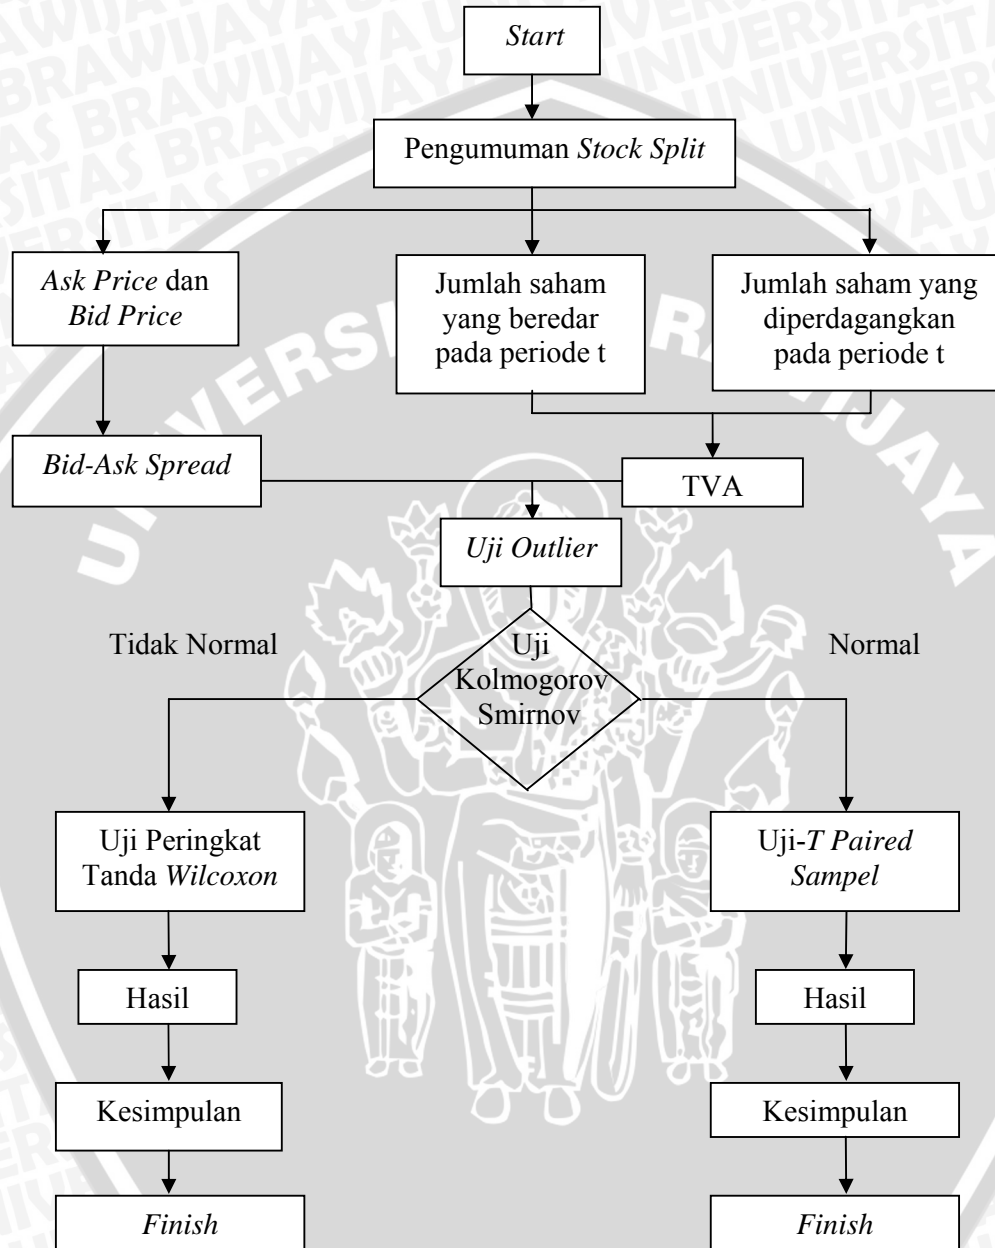 Start
Pengumuman Stock Split
Ask Price dan
Bid Price
Jumlah saham
yang beredar
pada periode t
Jumlah saham yang
diperdagangkan
pada periode t
Bid-Ask Spread
TVA
Uji Outlier
Tidak Normal
Uji
Kolmogorov
Smirnov
Normal
Uji Peringkat
Tanda Wilcoxon
Uji-T Paired
Sampel
Hasil
Hasil
Kesimpulan
Kesimpulan
Finish
Finish